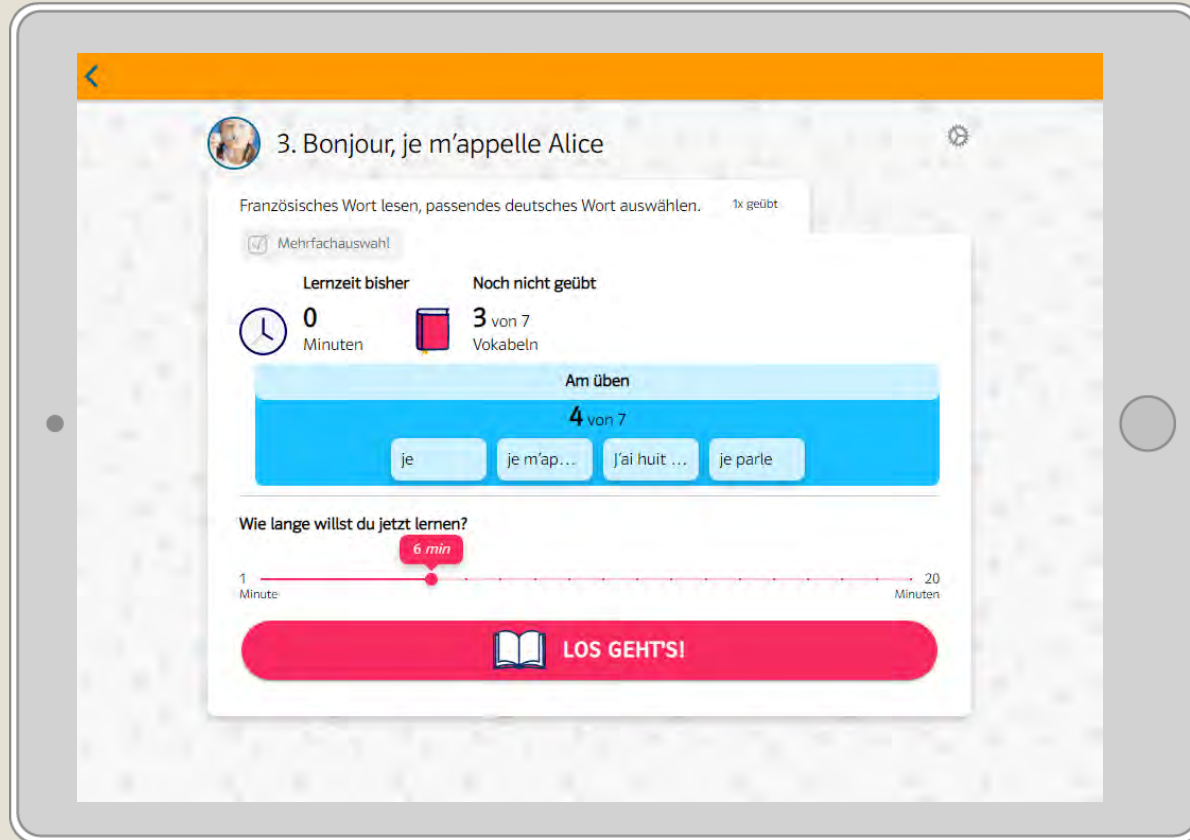 3. Bonjour, je m’appelle Alice
Französisches Wort lesen, passendes deutsches Wort auswählen. 1x geübt
Mehrfachauswahl
Lernzeit bisher Noch nicht geübt
0 3 von 7
Minuten Vokabeln
Am üben
4 von 7
je je m’ap... J’ai huit ... je parle
Wie lange willst du jetzt lernen?
6 min
1 20
Minute Minuten
LOS GEHT'S!